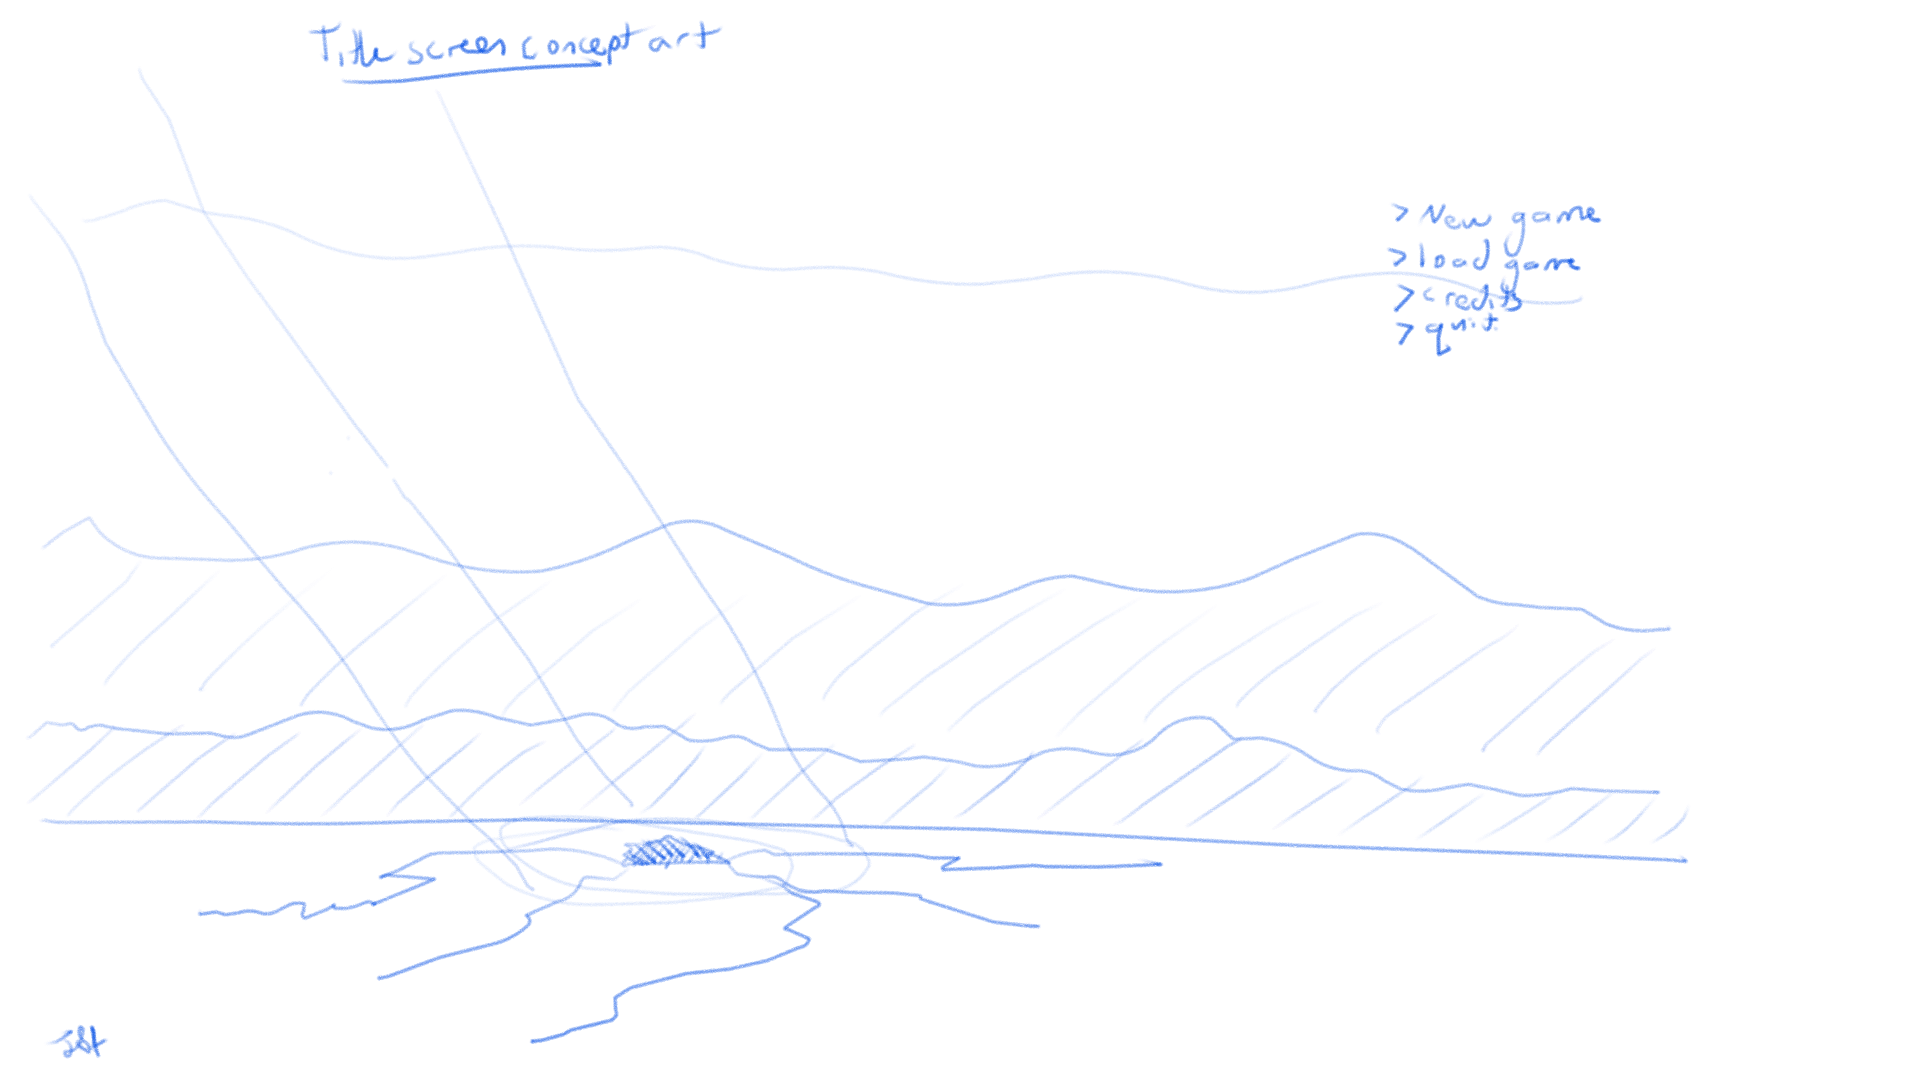 Title screen concept art
> New game
> load game
> credits
> quit